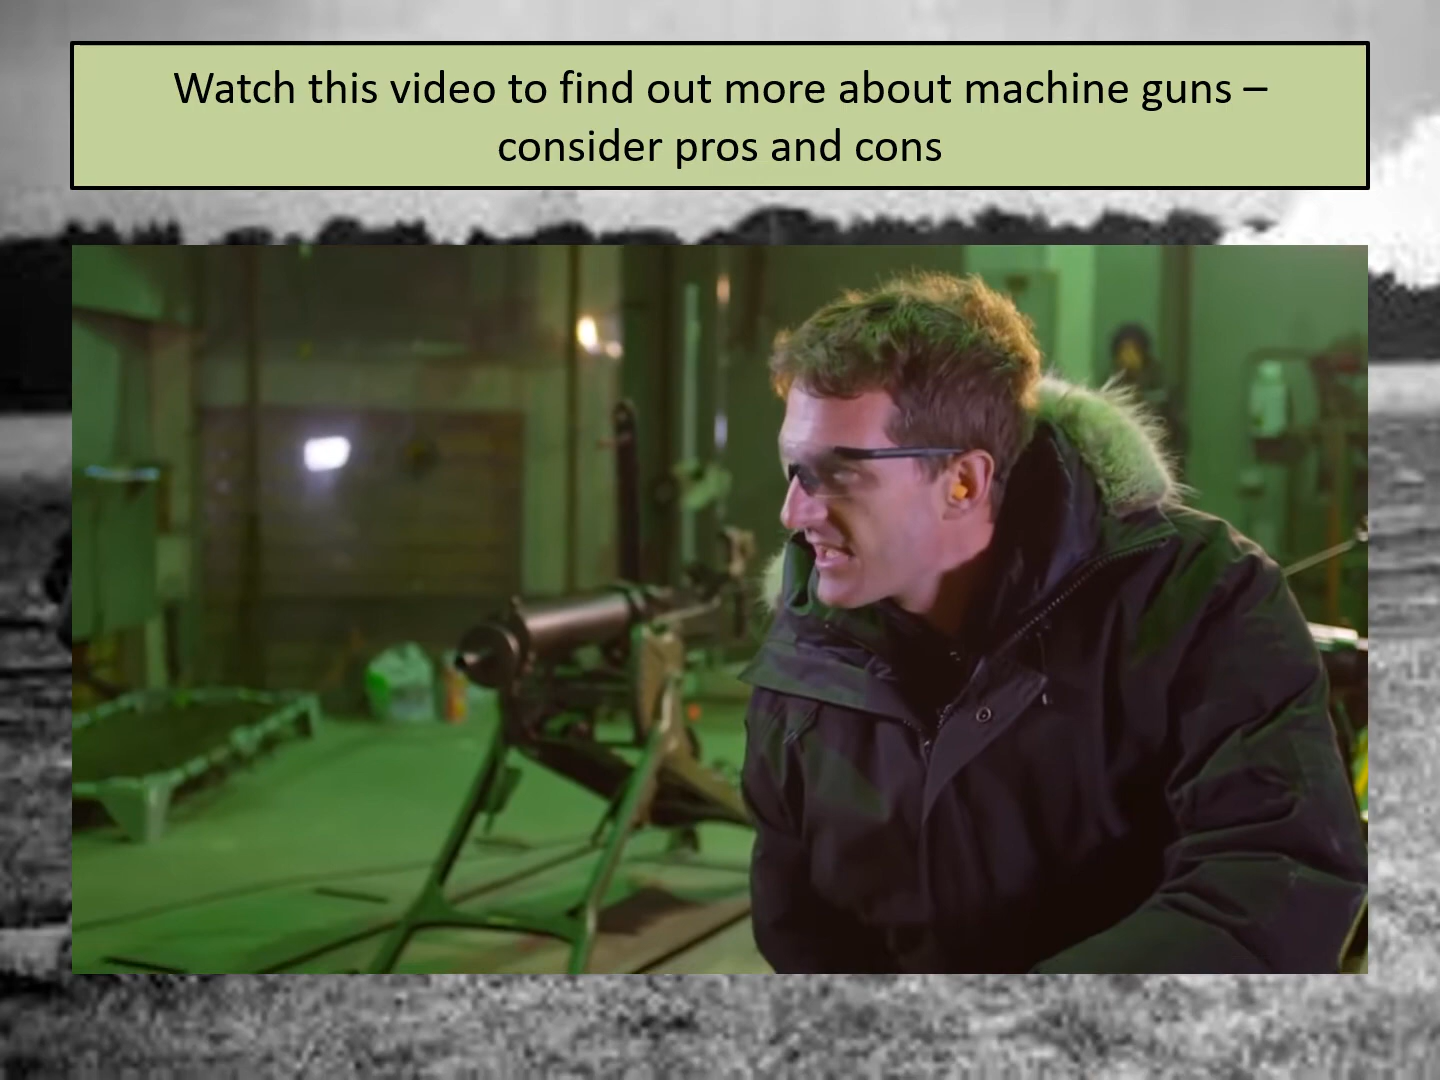 Watch this video to find out more about machine guns –
consider pros and cons